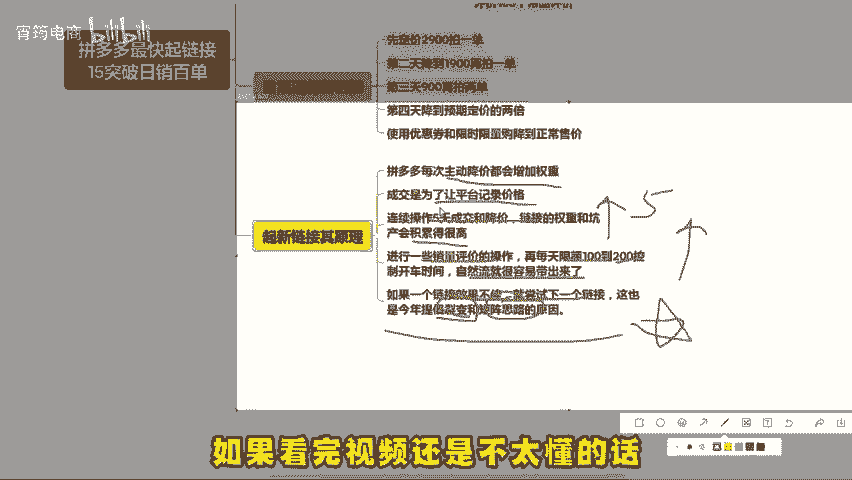 宵筠电商 bilibili
拼多多最快起链接
15突破日销百单
先定价2900拍一单
第二天降到1900再拍一单
第三天900再拍两单
第四天降到预期定价的两倍
使用优惠券和限时限量购降到正常售价
起新链接其原理
拼多多每次主动降价都会增加权重
成交是为了让平台记录价格
连续操作5天成交和降价，链接的权重和坑
产会积累得很高
进行一些销量评价的操作，再每天限额100到200控
制开车时间，自然流就很容易带出来了
如果一个链接效果不佳，就尝试下一个链接，这也
是今年提倡裂变和矩阵思路的原因。
5
如果看完视频还是不太懂的话